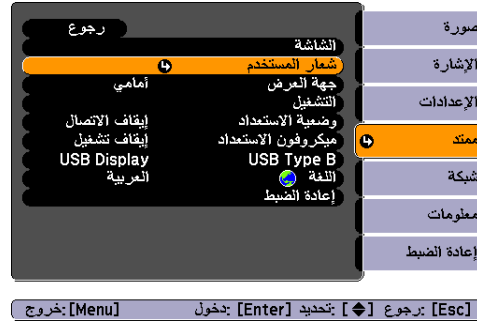 رجوع
الشاشة
شعار المستخدم
جهة العرض أمامي
التشغيل
وضعية الاستعداد إيقاف الاتصال
ميكروفون الاستعداد إيقاف تشغيل
USB Type B USB Display
اللغة العربية
إعادة الضبط
صورة
الإشارة
الإعدادات
ممتد
شبكة
معلومات
إعادة الضبط
[Esc]: رجوع [◆]: تحديد [Enter]: دخول [Menu]: خروج